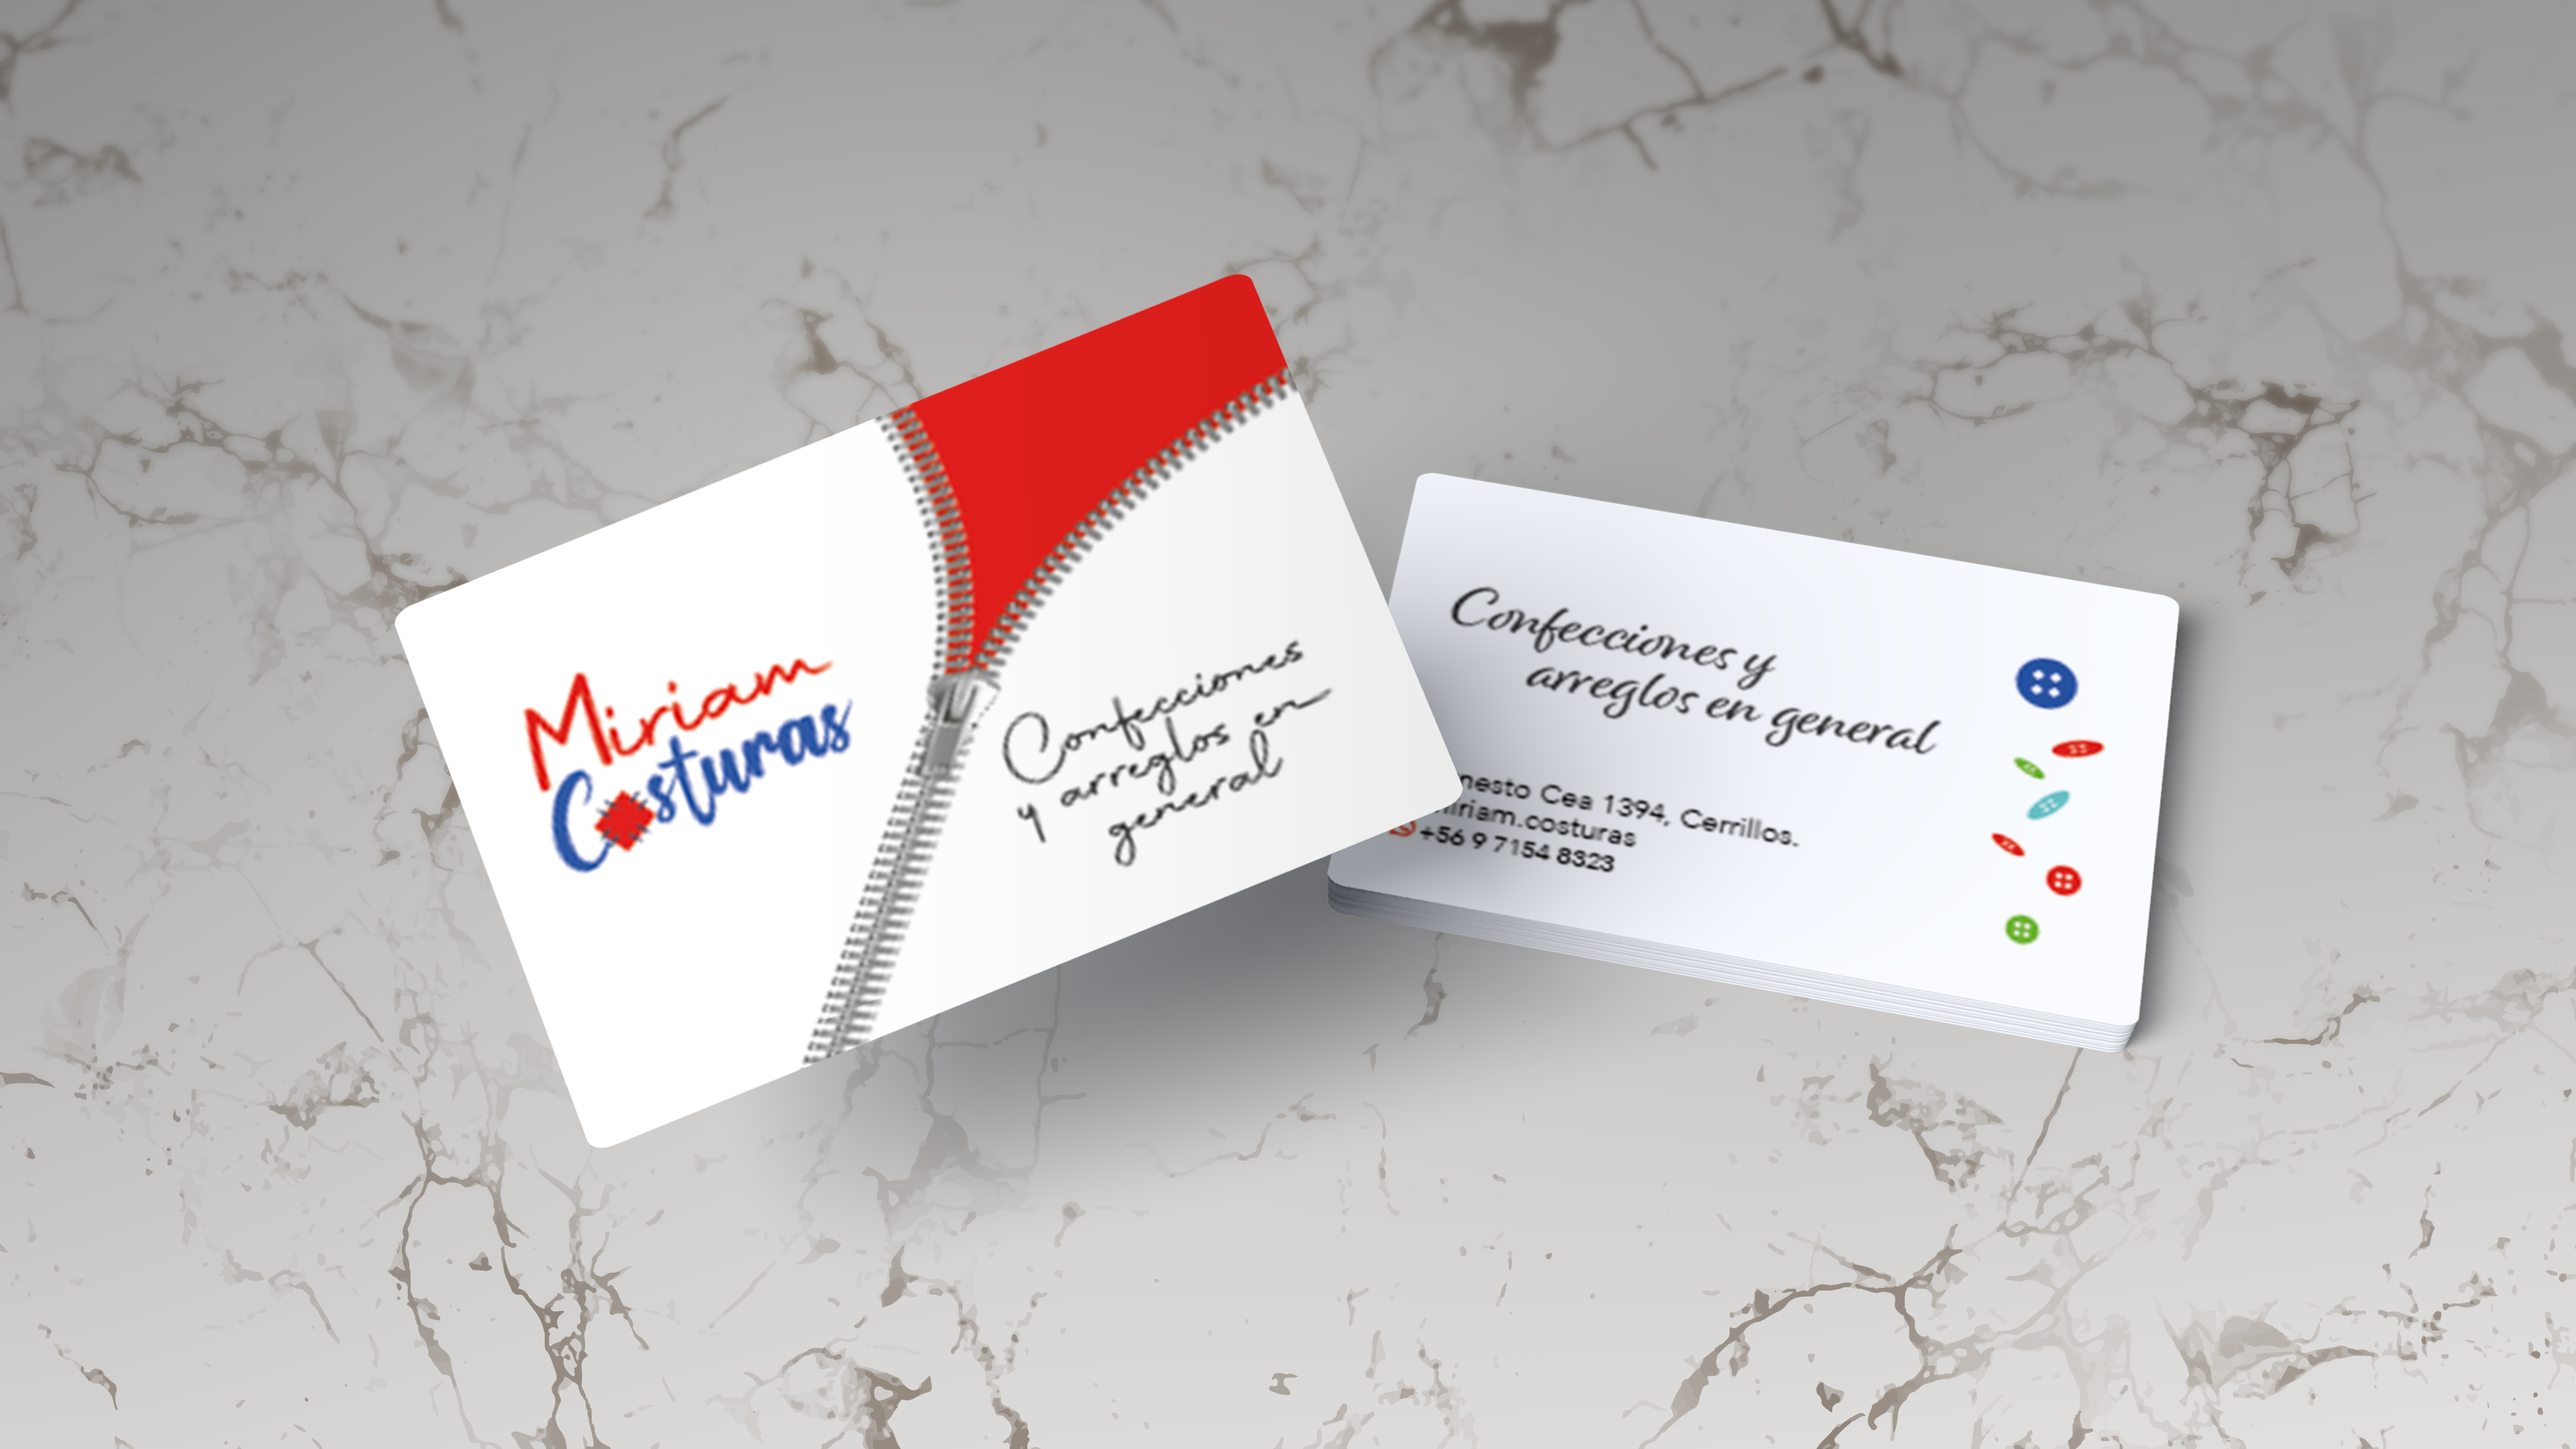 Miriam
Costuras
Confecciones
y arreglos en
general
Confecciones y
arreglos en general
nesto Cea 1394, Cerrillos.
iriam.costuras
+56 9 7154 8323